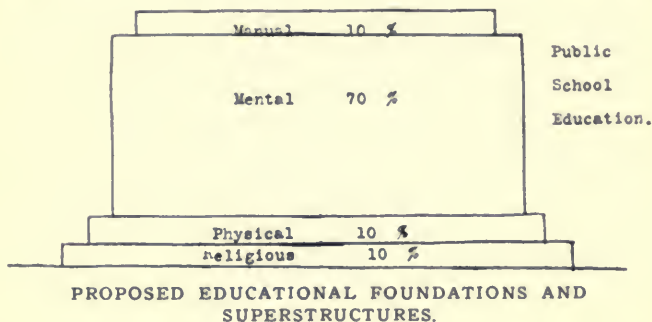 Manual 10 %
Mental 70 %
Public
School
Education.
Physical 10 %
Religious 10 %
PROPOSED EDUCATIONAL FOUNDATIONS AND
SUPERSTRUCTURES.